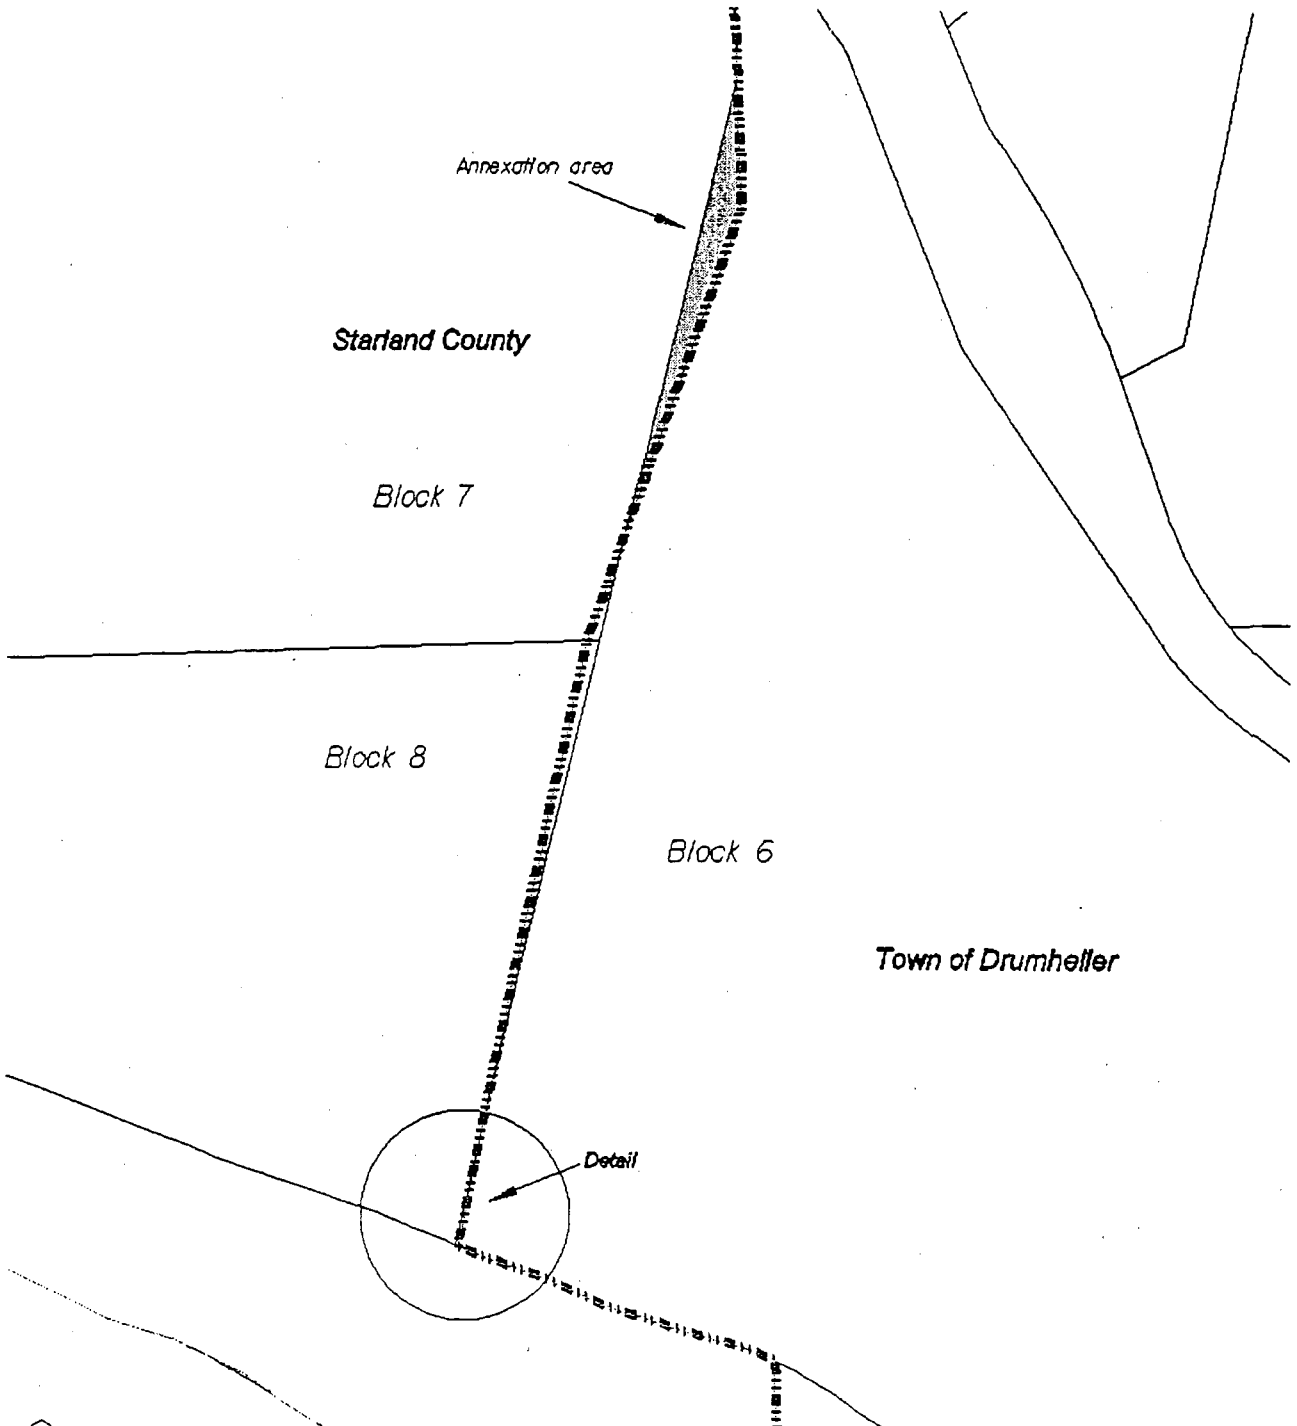 Annexation area
Starland County
Block 7
Block 8
Block 6
Town of Drumheller
Detail